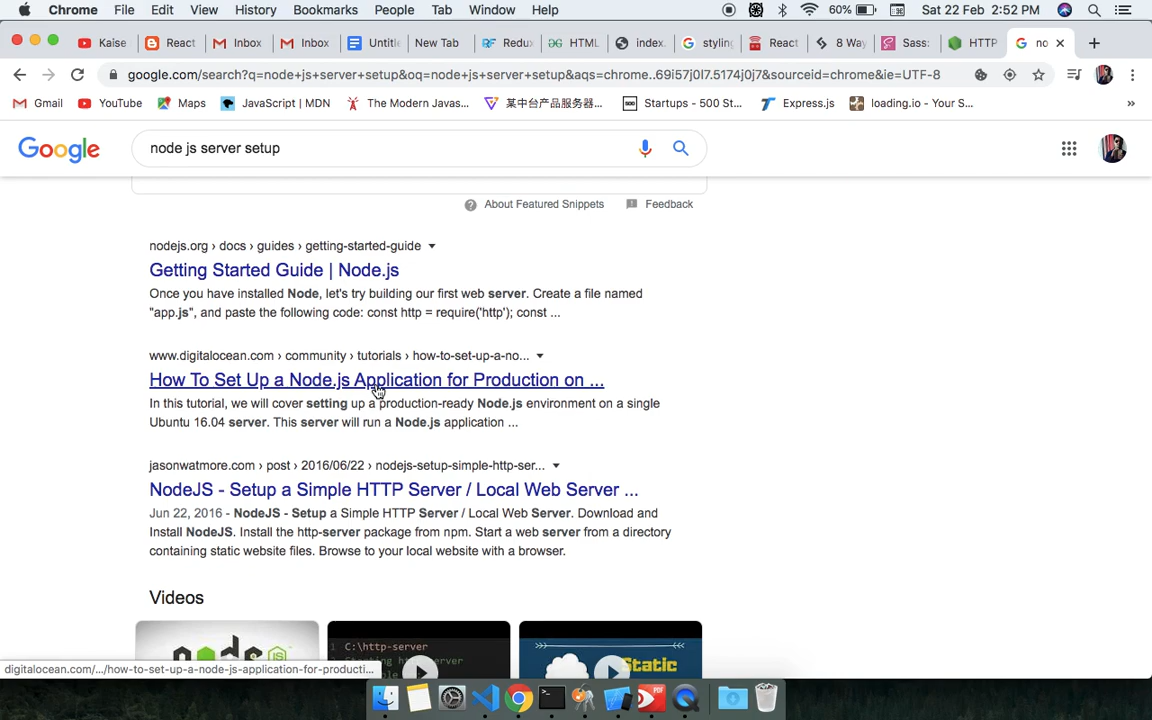 Chrome File Edit View History Bookmarks People Tab Window Help 60% Sat 22 Feb 2:52 PM
Kaise React Inbox Inbox Untitl New Tab Redux HTML index. styling React 8 Way Sass: HTTP no
google.com/search?q=node+js+server+setup&oq=node+js+server+setup&aqs=chrome..69i57j0l7.5174j0j7&sourceid=chrome&ie=UTF-8
Gmail YouTube Maps JavaScript | MDN The Modern Javas... 某中台产品服务器... Startups - 500 St... Express.js loading.io - Your S... »
Google node js server setup
About Featured Snippets Feedback
nodejs.org › docs › guides › getting-started-guide
Getting Started Guide | Node.js
Once you have installed Node, let's try building our first web server. Create a file named
"app.js", and paste the following code: const http = require('http'); const ...
www.digitalocean.com › community › tutorials › how-to-set-up-a-no...
How To Set Up a Node.js Application for Production on ...
In this tutorial, we will cover setting up a production-ready Node.js environment on a single
Ubuntu 16.04 server. This server will run a Node.js application ...
jasonwatmore.com › post › 2016/06/22 › nodejs-setup-simple-http-ser...
NodeJS - Setup a Simple HTTP Server / Local Web Server ...
Jun 22, 2016 - NodeJS - Setup a Simple HTTP Server / Local Web Server. Download and
Install NodeJS. Install the http-server package from npm. Start a web server from a directory
containing static website files. Browse to your local website with a browser.
Videos
C:\http-server
Static
digitalocean.com/.../how-to-set-up-a-node-js-application-for-producti...
PDF